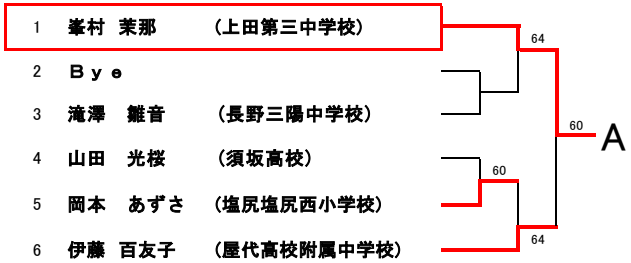 1 峯村 茉那 (上田第三中学校)
64
2 Bye
3 滝澤 雛音 (長野三陽中学校)
60 A
4 山田 光桜 (須坂高校)
60
5 岡本 あずさ (塩尻塩尻西小学校)
64
6 伊藤 百友子 (屋代高校附属中学校)